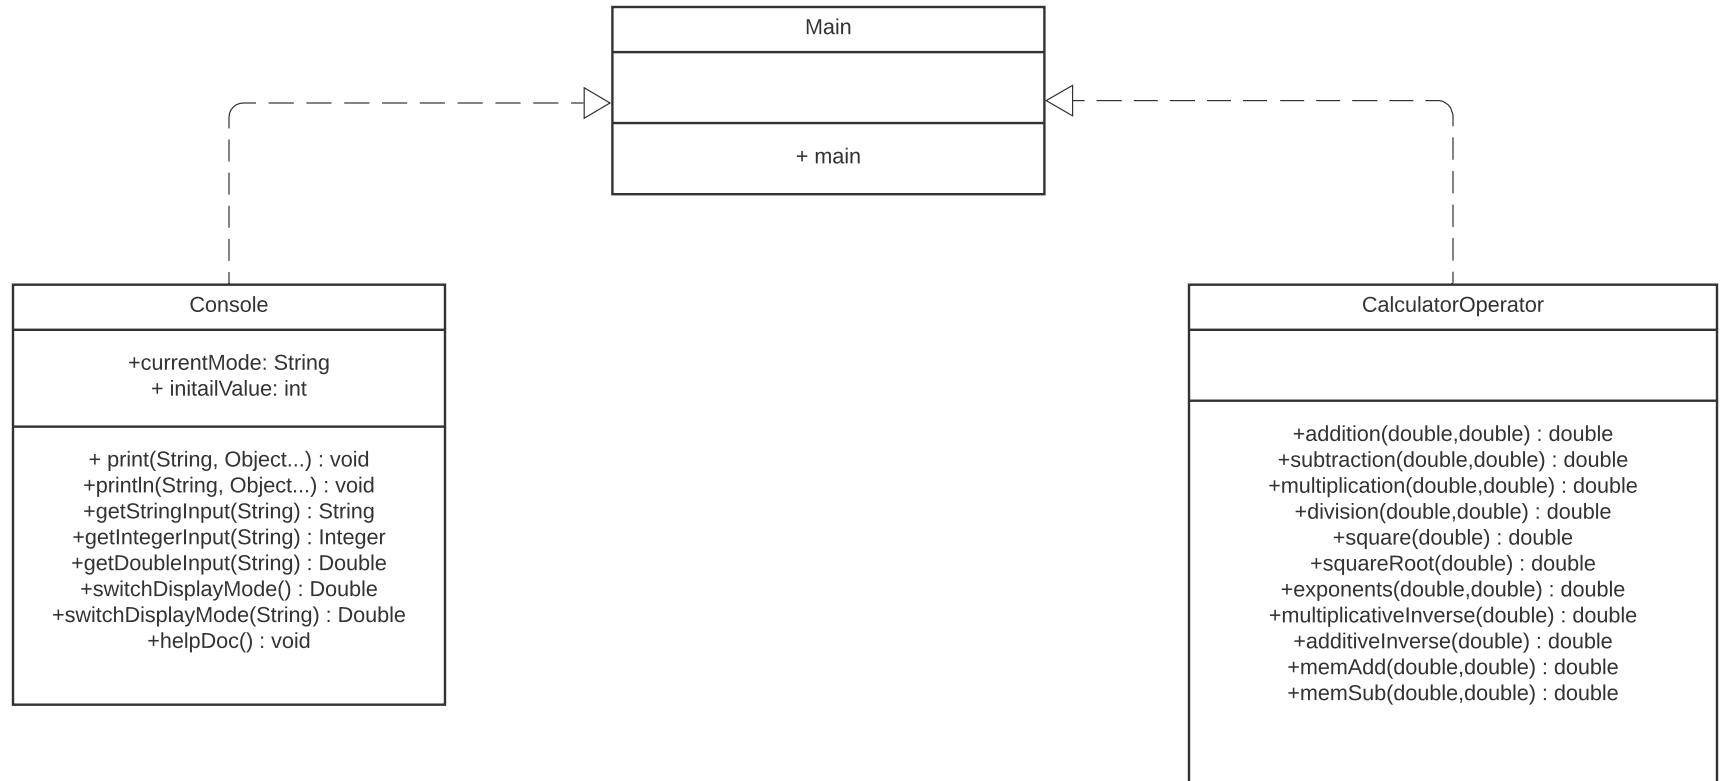 Main
+ main
Console
+currentMode: String
+ initailValue: int
+ print(String, Object...) : void
+println(String, Object...) : void
+getStringInput(String) : String
+getIntegerInput(String) : Integer
+getDoubleInput(String) : Double
+switchDisplayMode() : Double
+switchDisplayMode(String) : Double
+helpDoc() : void
CalculatorOperator
+addition(double,double) : double
+subtraction(double,double) : double
+multiplication(double,double) : double
+division(double,double) : double
+square(double) : double
+squareRoot(double) : double
+exponents(double,double) : double
+multiplicativeInverse(double) : double
+additiveInverse(double) : double
+memAdd(double,double) : double
+memSub(double,double) : double